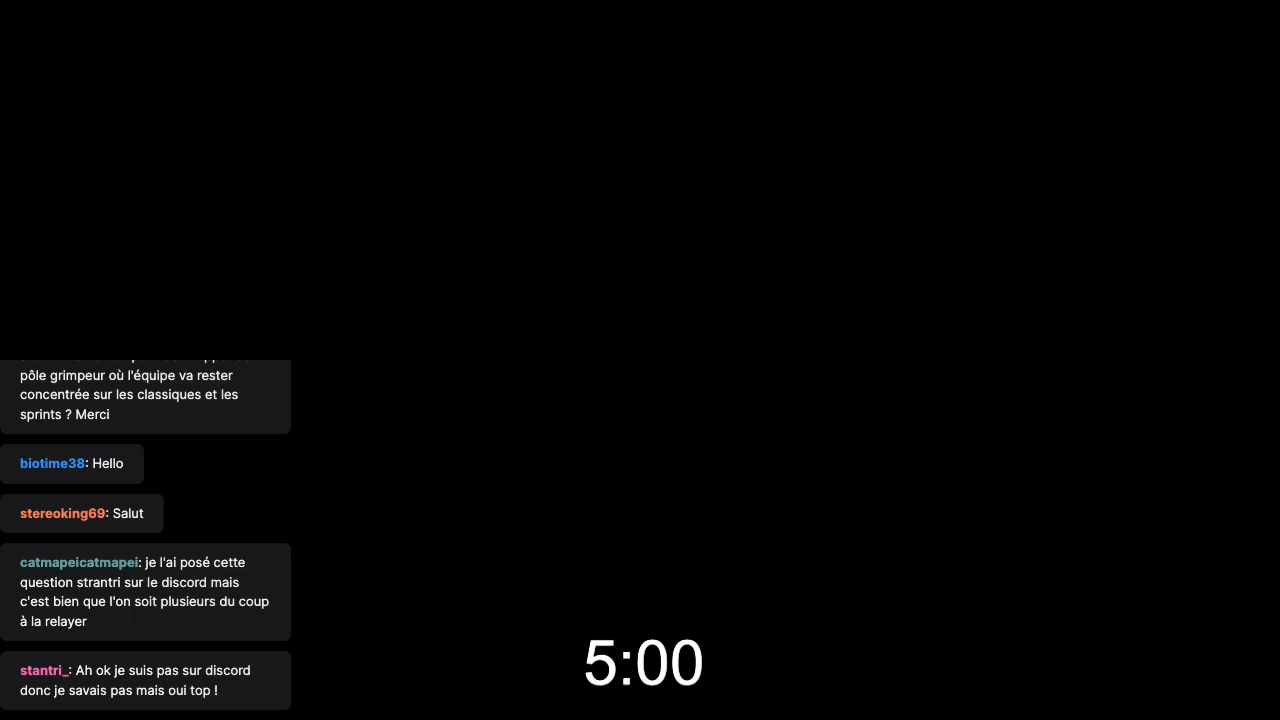 pôle grimpeur où l'équipe va rester
concentrée sur les classiques et les
sprints ? Merci
biotime38: Hello
stereoking69: Salut
catmapeicatmapei: je l'ai posé cette
question strantri sur le discord mais
c'est bien que l'on soit plusieurs du coup
à la relayer
stantri_: Ah ok je suis pas sur discord
donc je savais pas mais oui top !
5:00